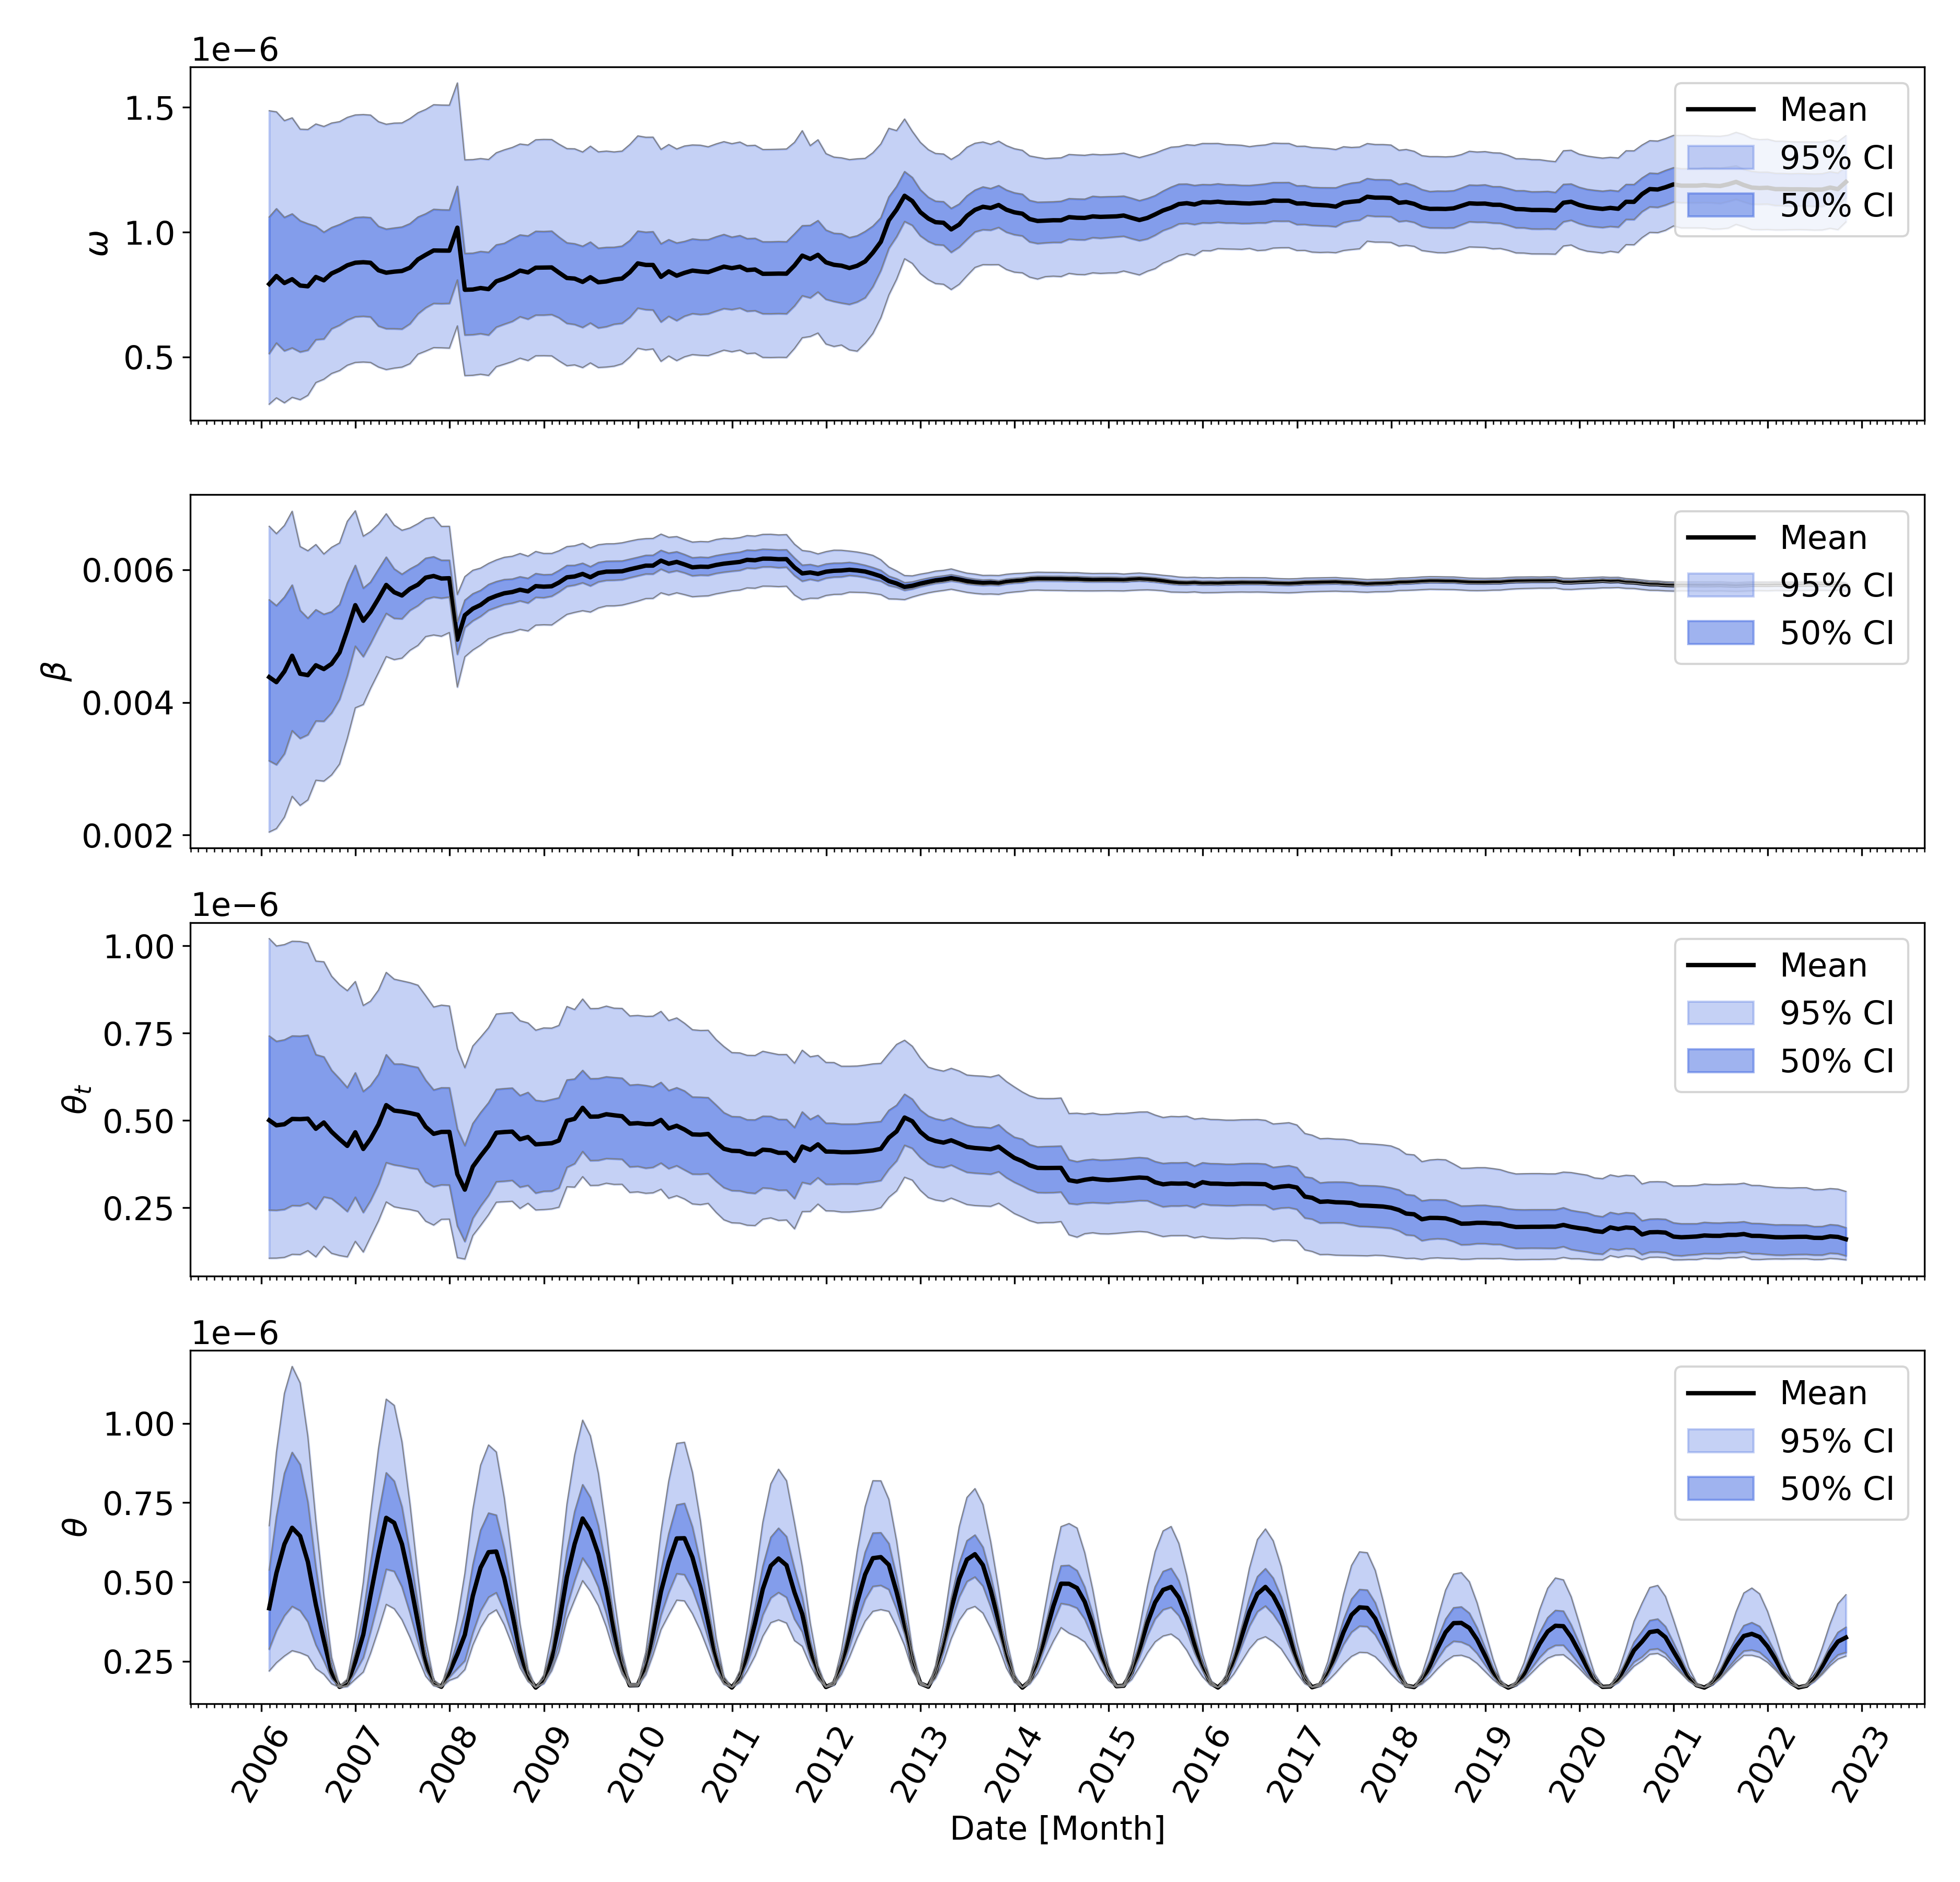 1e−6
1.5
1.0
0.5
ω
Mean
95% CI
50% CI
0.006
0.004
0.002
β
Mean
95% CI
50% CI
1e−6
1.00
0.75
0.50
0.25
θt
Mean
95% CI
50% CI
1e−6
1.00
0.75
0.50
0.25
θ
Mean
95% CI
50% CI
2006 2007 2008 2009 2010 2011 2012 2013 2014 2015 2016 2017 2018 2019 2020 2021 2022 2023
Date [Month]